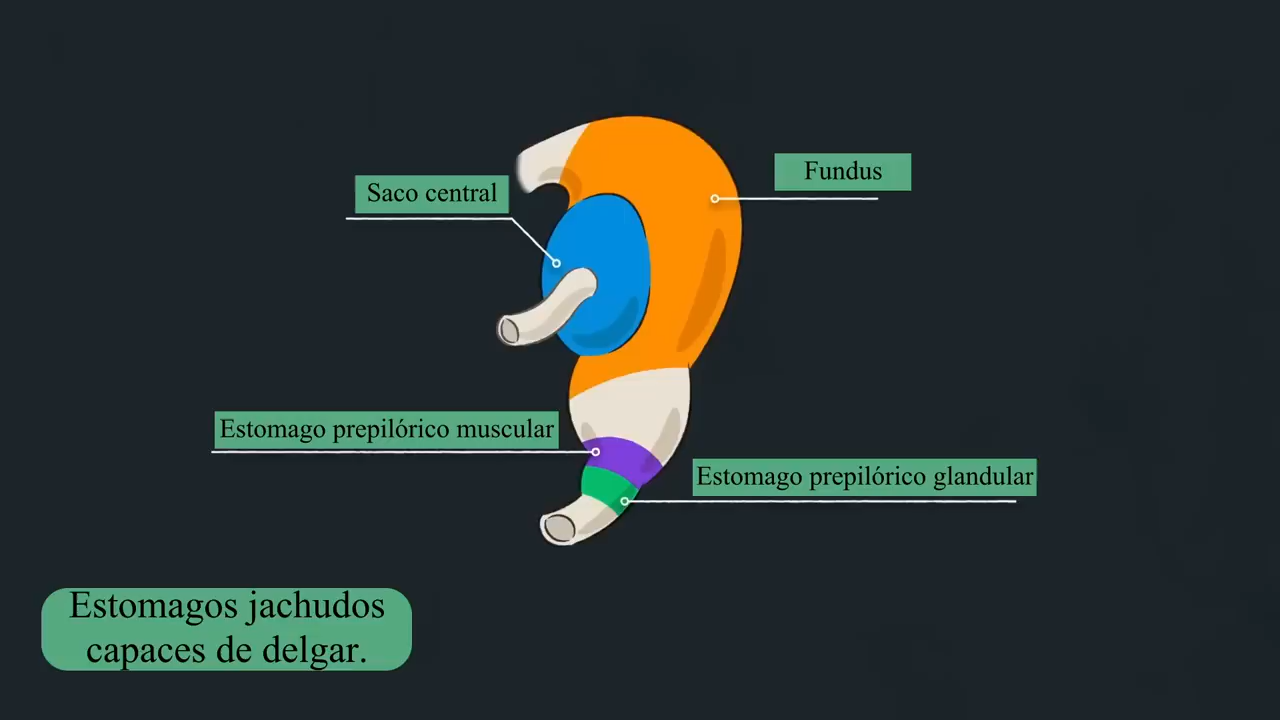 Fundus
Saco central
Estomago prepilórico muscular
Estomago prepilórico glandular
Estomagos jachudos
capaces de delgar.